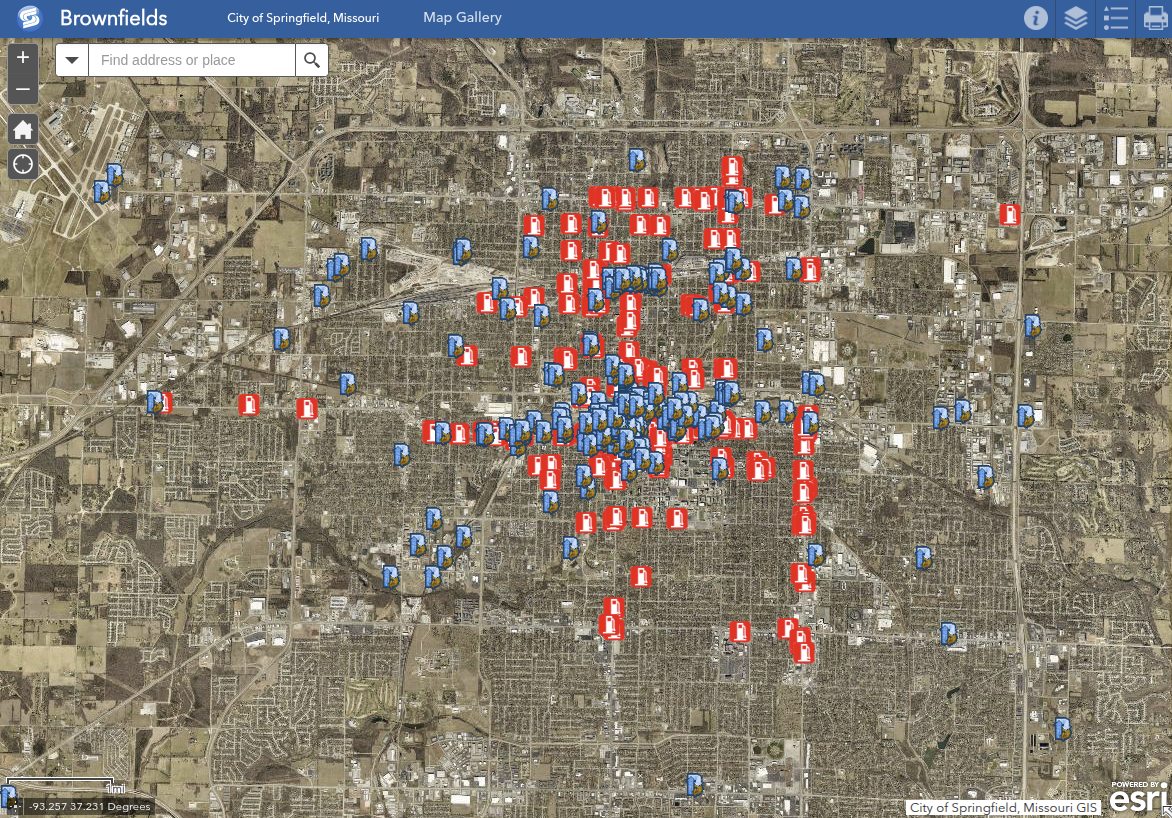 Brownfields
City of Springfield, Missouri
Map Gallery
Find address or place
1mi
-93.257 37.231 Degrees
City of Springfield, Missouri GIS
POWERED BY
esri